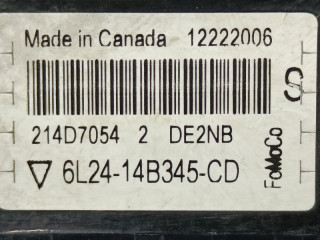 Made in Canada 12222006
214D7054 2 DE2NB
6L24-14B345-CD
FoMoCo